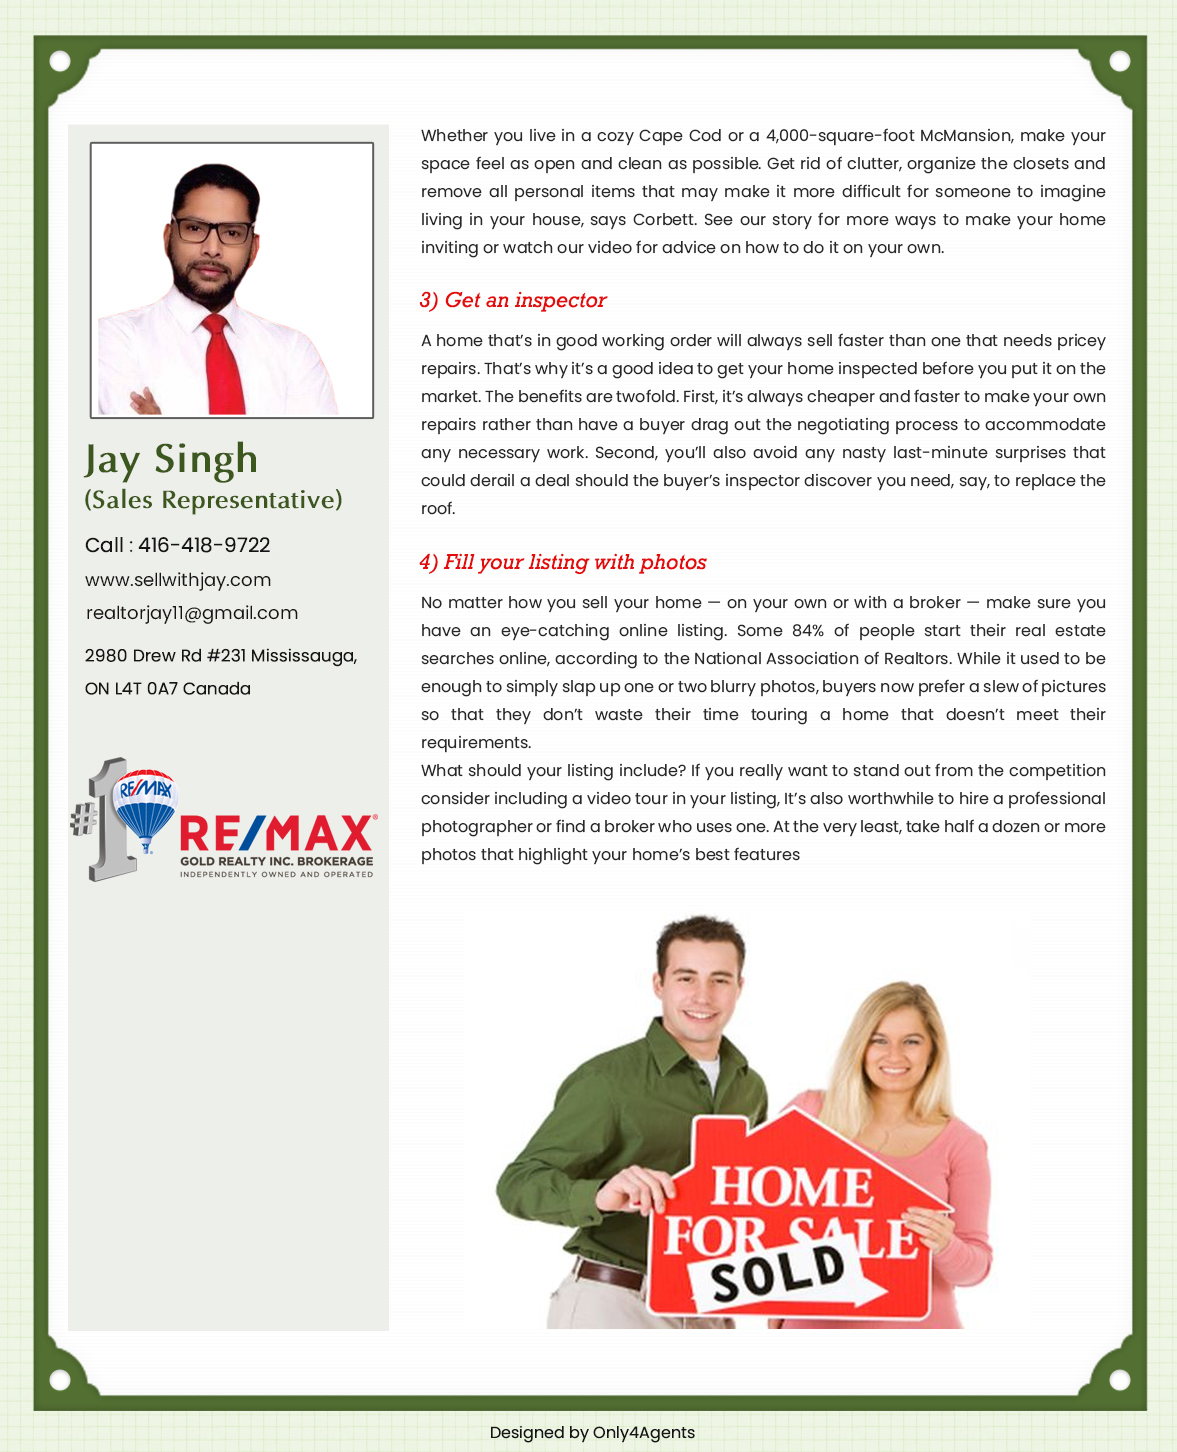 Jay Singh
(Sales Representative)
Call : 416-418-9722
www.sellwithjay.com
realtorjay11@gmail.com
2980 Drew Rd #231 Mississauga,
ON L4T 0A7 Canada
#1
RE/MAX
RE/MAX®
GOLD REALTY INC. BROKERAGE
INDEPENDENTLY OWNED AND OPERATED
Whether you live in a cozy Cape Cod or a 4,000-square-foot McMansion, make your
space feel as open and clean as possible. Get rid of clutter, organize the closets and
remove all personal items that may make it more difficult for someone to imagine
living in your house, says Corbett. See our story for more ways to make your home
inviting or watch our video for advice on how to do it on your own.
3) Get an inspector
A home that’s in good working order will always sell faster than one that needs pricey
repairs. That’s why it’s a good idea to get your home inspected before you put it on the
market. The benefits are twofold. First, it’s always cheaper and faster to make your own
repairs rather than have a buyer drag out the negotiating process to accommodate
any necessary work. Second, you’ll also avoid any nasty last-minute surprises that
could derail a deal should the buyer’s inspector discover you need, say, to replace the
roof.
4) Fill your listing with photos
No matter how you sell your home — on your own or with a broker — make sure you
have an eye-catching online listing. Some 84% of people start their real estate
searches online, according to the National Association of Realtors. While it used to be
enough to simply slap up one or two blurry photos, buyers now prefer a slew of pictures
so that they don’t waste their time touring a home that doesn’t meet their
requirements.
What should your listing include? If you really want to stand out from the competition
consider including a video tour in your listing, It’s also worthwhile to hire a professional
photographer or find a broker who uses one. At the very least, take half a dozen or more
photos that highlight your home’s best features
HOME
FOR SALE
SOLD
Designed by Only4Agents